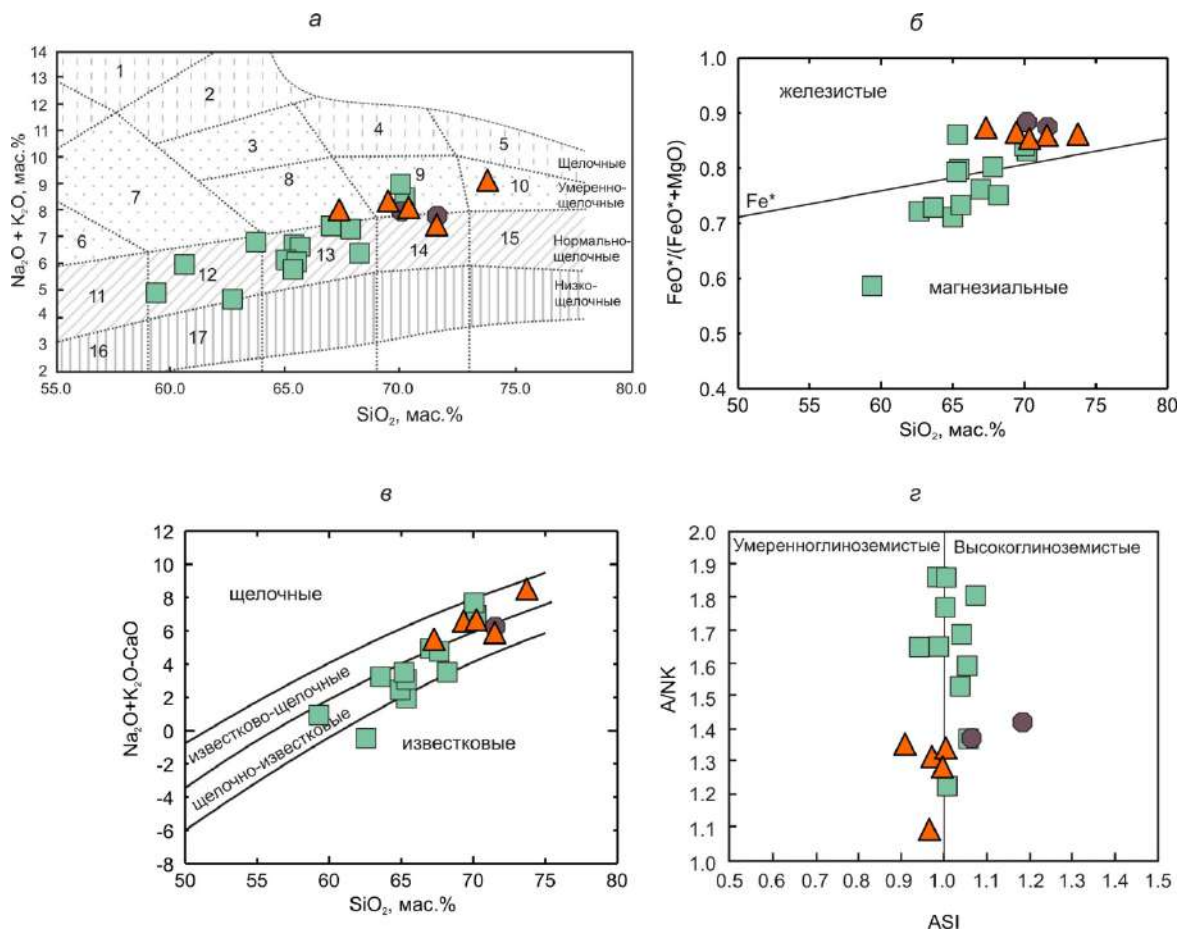 а
14
13
12
11
10
9
8
7
6
5
4
3
2
Na₂O + K₂O, мас.%
1
2
3
4
5
6
7
8
9
10
11
12
13
14
15
16
17
Щелочные
Умеренно-
щелочные
Нормально-
щелочные
Низко-
щелочные
55.0 60.0 65.0 70.0 75.0 80.0
SiO₂, мас.%
б
1.0
0.9
0.8
0.7
0.6
0.5
0.4
FeO*/(FeO*+MgO)
железистые
Fe*
магнезиальные
50 55 60 65 70 75 80
SiO₂, мас.%
в
12
10
8
6
4
2
0
-2
-4
-6
-8
Na₂O+K₂O-CaO
щелочные
известково-щелочные
щелочно-известковые
известковые
50 55 60 65 70 75 80
SiO₂, мас.%
г
2.0
1.9
1.8
1.7
1.6
1.5
1.4
1.3
1.2
1.1
1.0
A/NK
Умеренноглиноземистые
Высокоглиноземистые
0.5 0.6 0.7 0.8 0.9 1.0 1.1 1.2 1.3 1.4 1.5
ASI